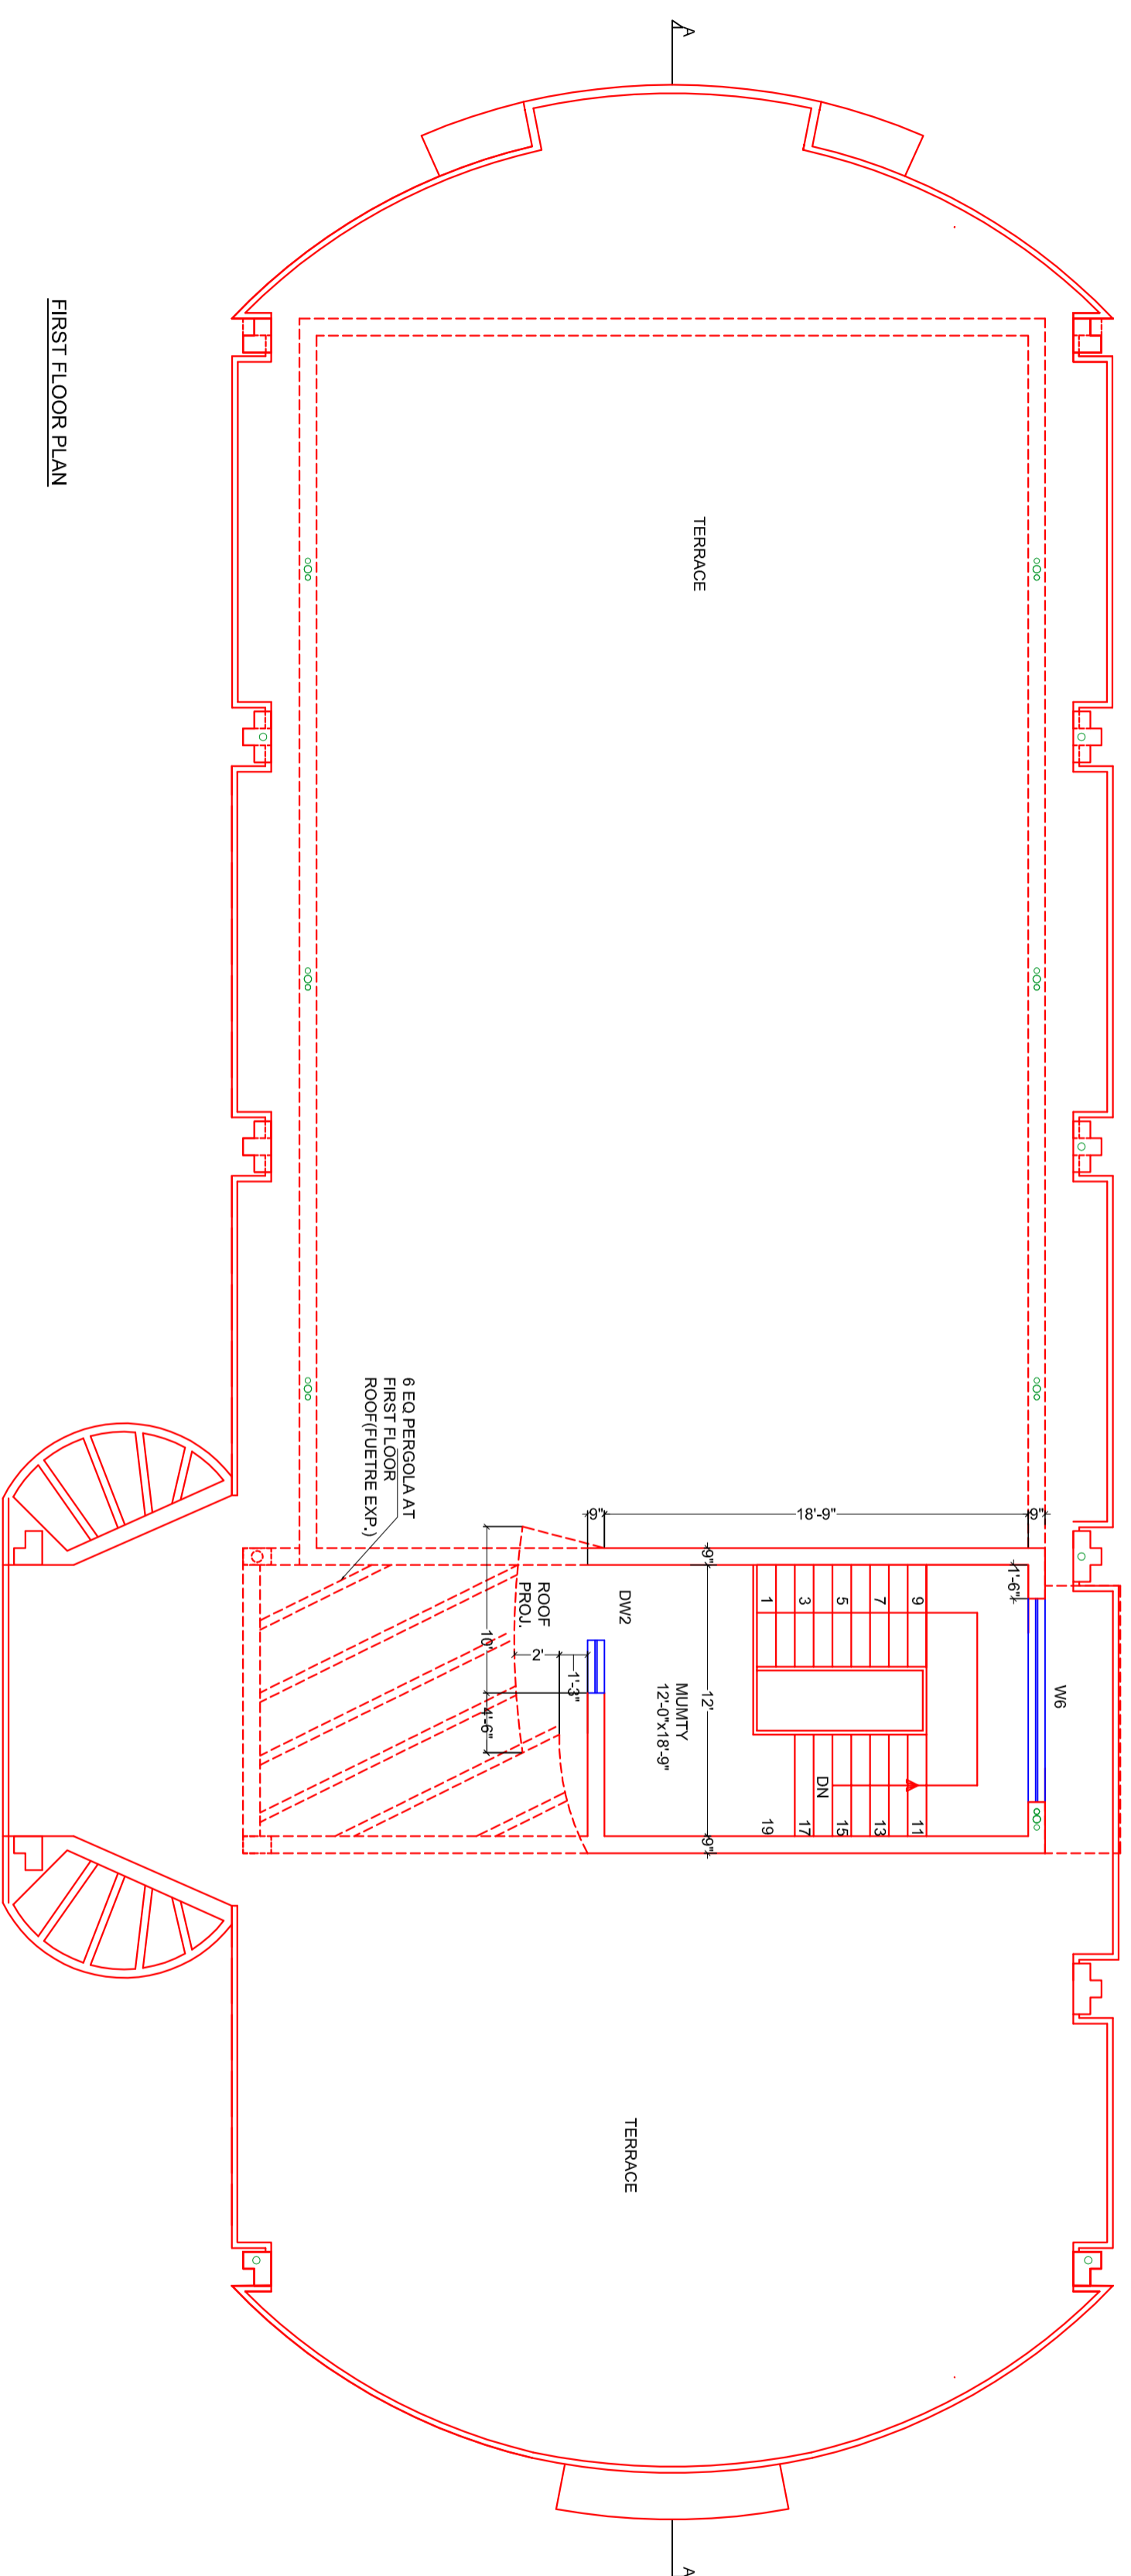 A
FIRST FLOOR PLAN
TERRACE
6 EQ PERGOLA AT
FIRST FLOOR
ROOF(FUETRE EXP.)
9"
18'-9"
9"
9"
1'-6"
1
3
5
7
9
DW2
ROOF
PROJ.
10'
2'
1'-3"
4'-6"
12'
MUMTY
12'-0"x18'-9"
W6
DN
19
17
15
13
11
9"
TERRACE
A